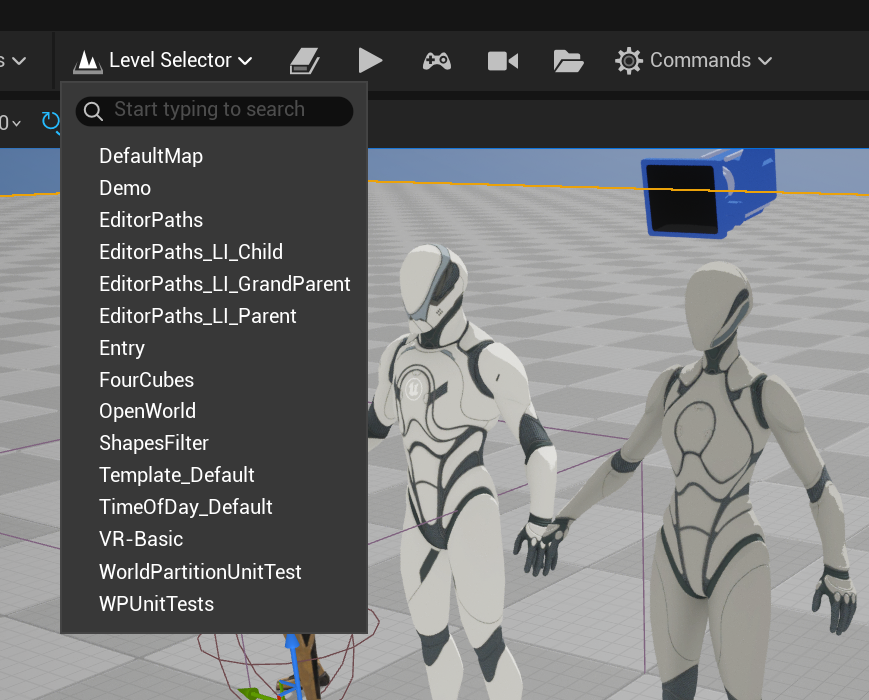 Level Selector
Commands
Start typing to search
DefaultMap
Demo
EditorPaths
EditorPaths_LI_Child
EditorPaths_LI_GrandParent
EditorPaths_LI_Parent
Entry
FourCubes
OpenWorld
ShapesFilter
Template_Default
TimeOfDay_Default
VR-Basic
WorldPartitionUnitTest
WPUnitTests